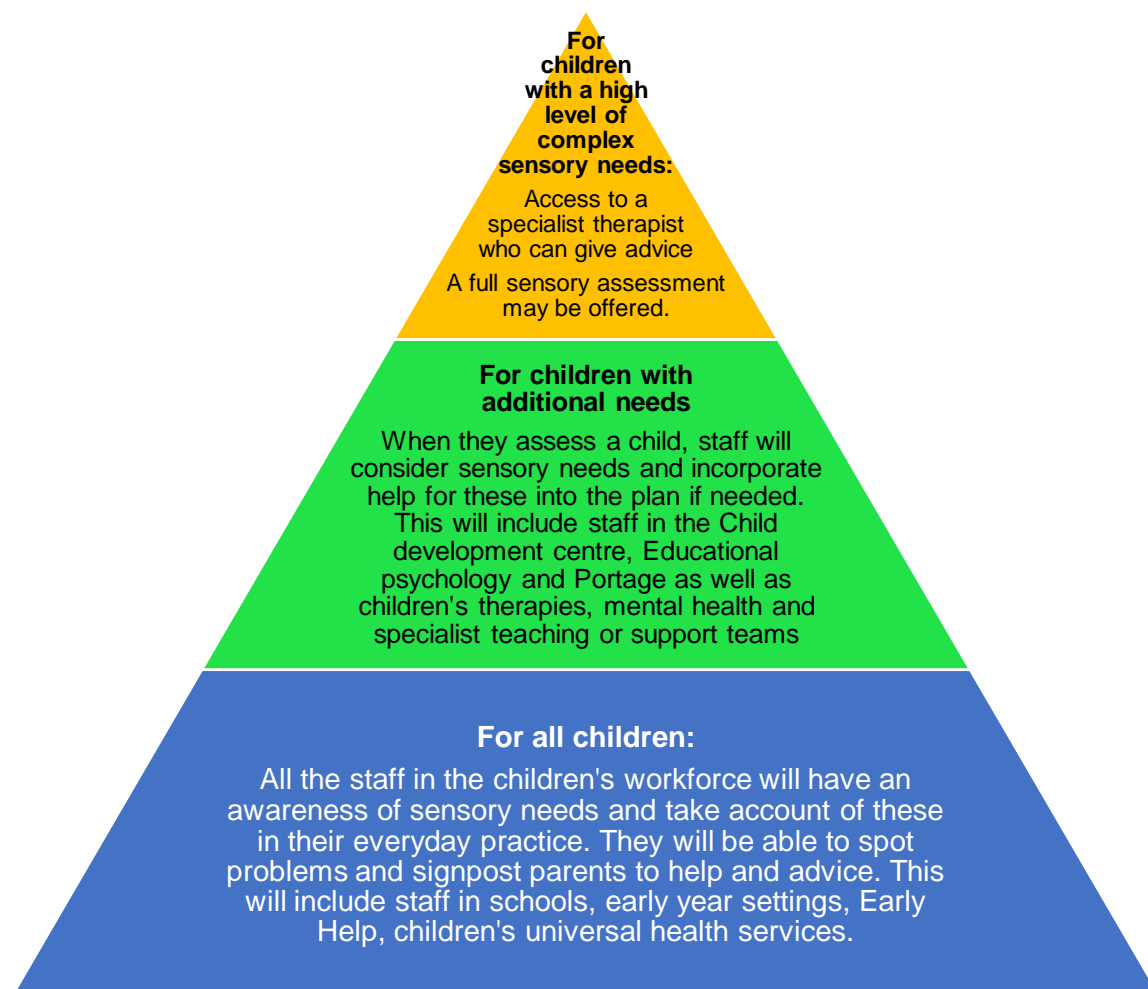 For
children
with a high
level of
complex
sensory needs:
Access to a
specialist therapist
who can give advice
A full sensory assessment
may be offered.
For children with
additional needs
When they assess a child, staff will
consider sensory needs and incorporate
help for these into the plan if needed.
This will include staff in the Child
development centre, Educational
psychology and Portage as well as
children's therapies, mental health and
specialist teaching or support teams
For all children:
All the staff in the children's workforce will have an
awareness of sensory needs and take account of these
in their everyday practice. They will be able to spot
problems and signpost parents to help and advice. This
will include staff in schools, early year settings, Early
Help, children's universal health services.